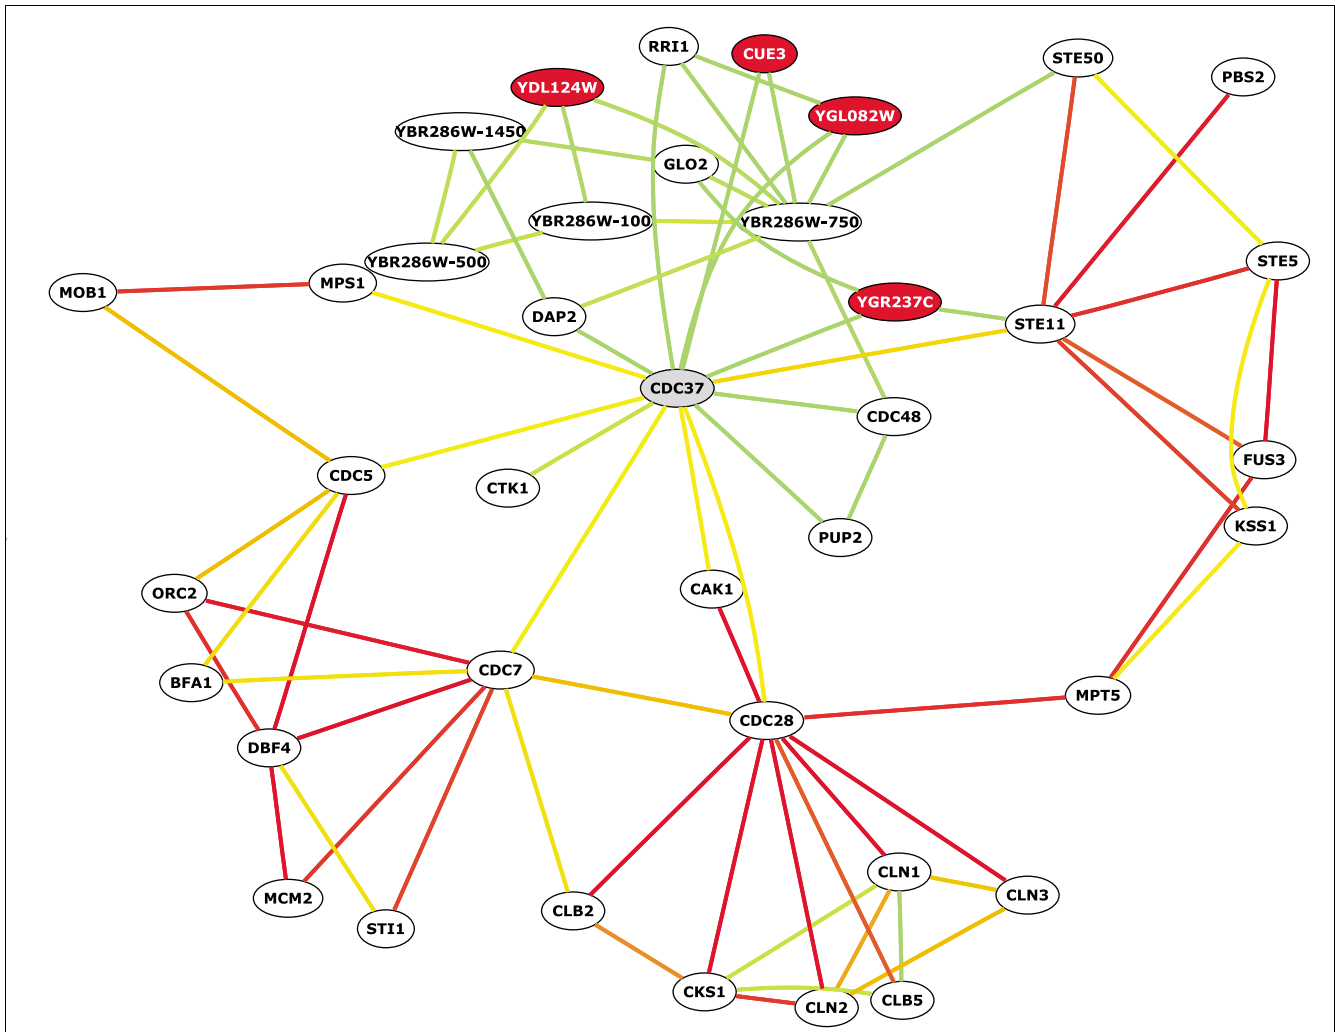 RRI1
CUE3
STE50
PBS2
YDL124W
YGL082W
YBR286W-1450
GLO2
YBR286W-100
YBR286W-750
YBR286W-500
STE5
MPS1
MOB1
YGR237C
DAP2
STE11
CDC37
CDC48
FUS3
CDC5
CTK1
KSS1
PUP2
CAK1
ORC2
CDC7
BFA1
MPT5
CDC28
DBF4
CLN1
CLN3
MCM2
CLB2
STI1
CKS1
CLB5
CLN2